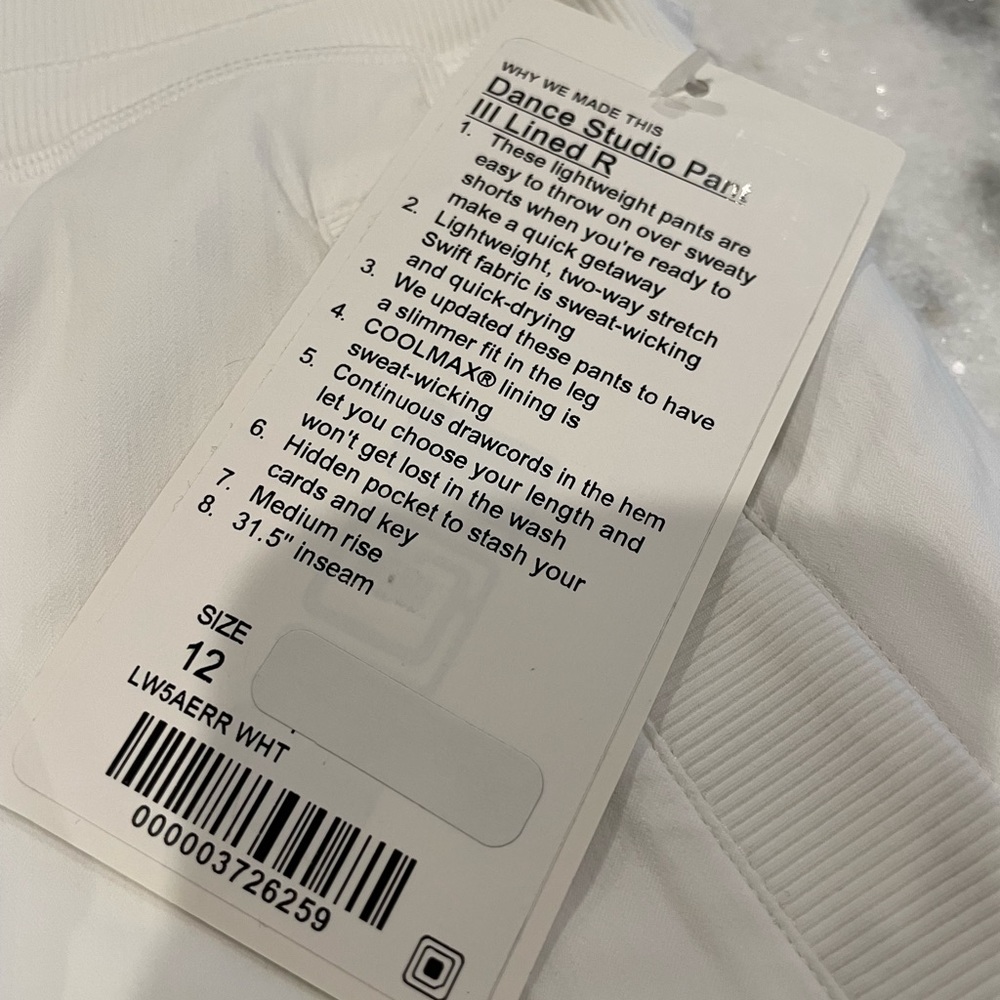 WHY WE MADE THIS
Dance Studio Pant
III Lined R
1. These lightweight pants are
easy to throw on over sweaty
shorts when you're ready to
make a quick getaway
2. Lightweight, two-way stretch
Swift fabric is sweat-wicking
and quick-drying
3. We updated these pants to have
a slimmer fit in the leg
4. COOLMAX® lining is
sweat-wicking
5. Continuous drawcords in the hem
let you choose your length and
won't get lost in the wash
6. Hidden pocket to stash your
cards and key
7. Medium rise
8. 31.5" inseam
SIZE
12
LW5AERR WHT
000003726259